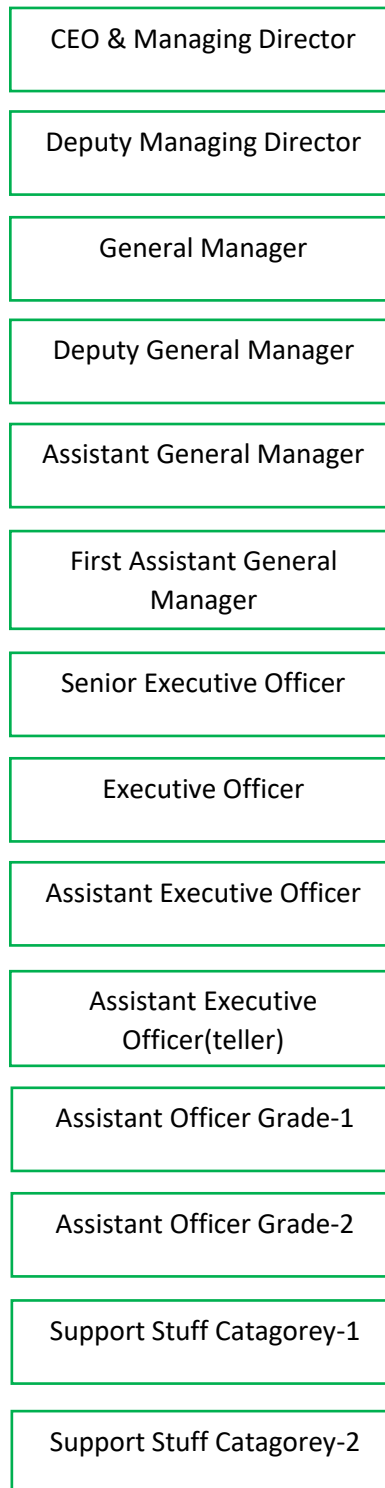 CEO & Managing Director
Deputy Managing Director
General Manager
Deputy General Manager
Assistant General Manager
First Assistant General
Manager
Senior Executive Officer
Executive Officer
Assistant Executive Officer
Assistant Executive
Officer(teller)
Assistant Officer Grade-1
Assistant Officer Grade-2
Support Stuff Catagorey-1
Support Stuff Catagorey-2